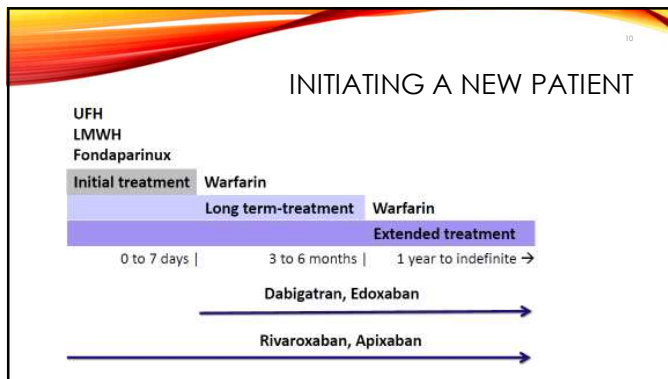 10
INITIATING A NEW PATIENT
UFH
LMWH
Fondaparinux
Initial treatment Warfarin
Long term-treatment Warfarin
Extended treatment
0 to 7 days | 3 to 6 months | 1 year to indefinite →
Dabigatran, Edoxaban
Rivaroxaban, Apixaban